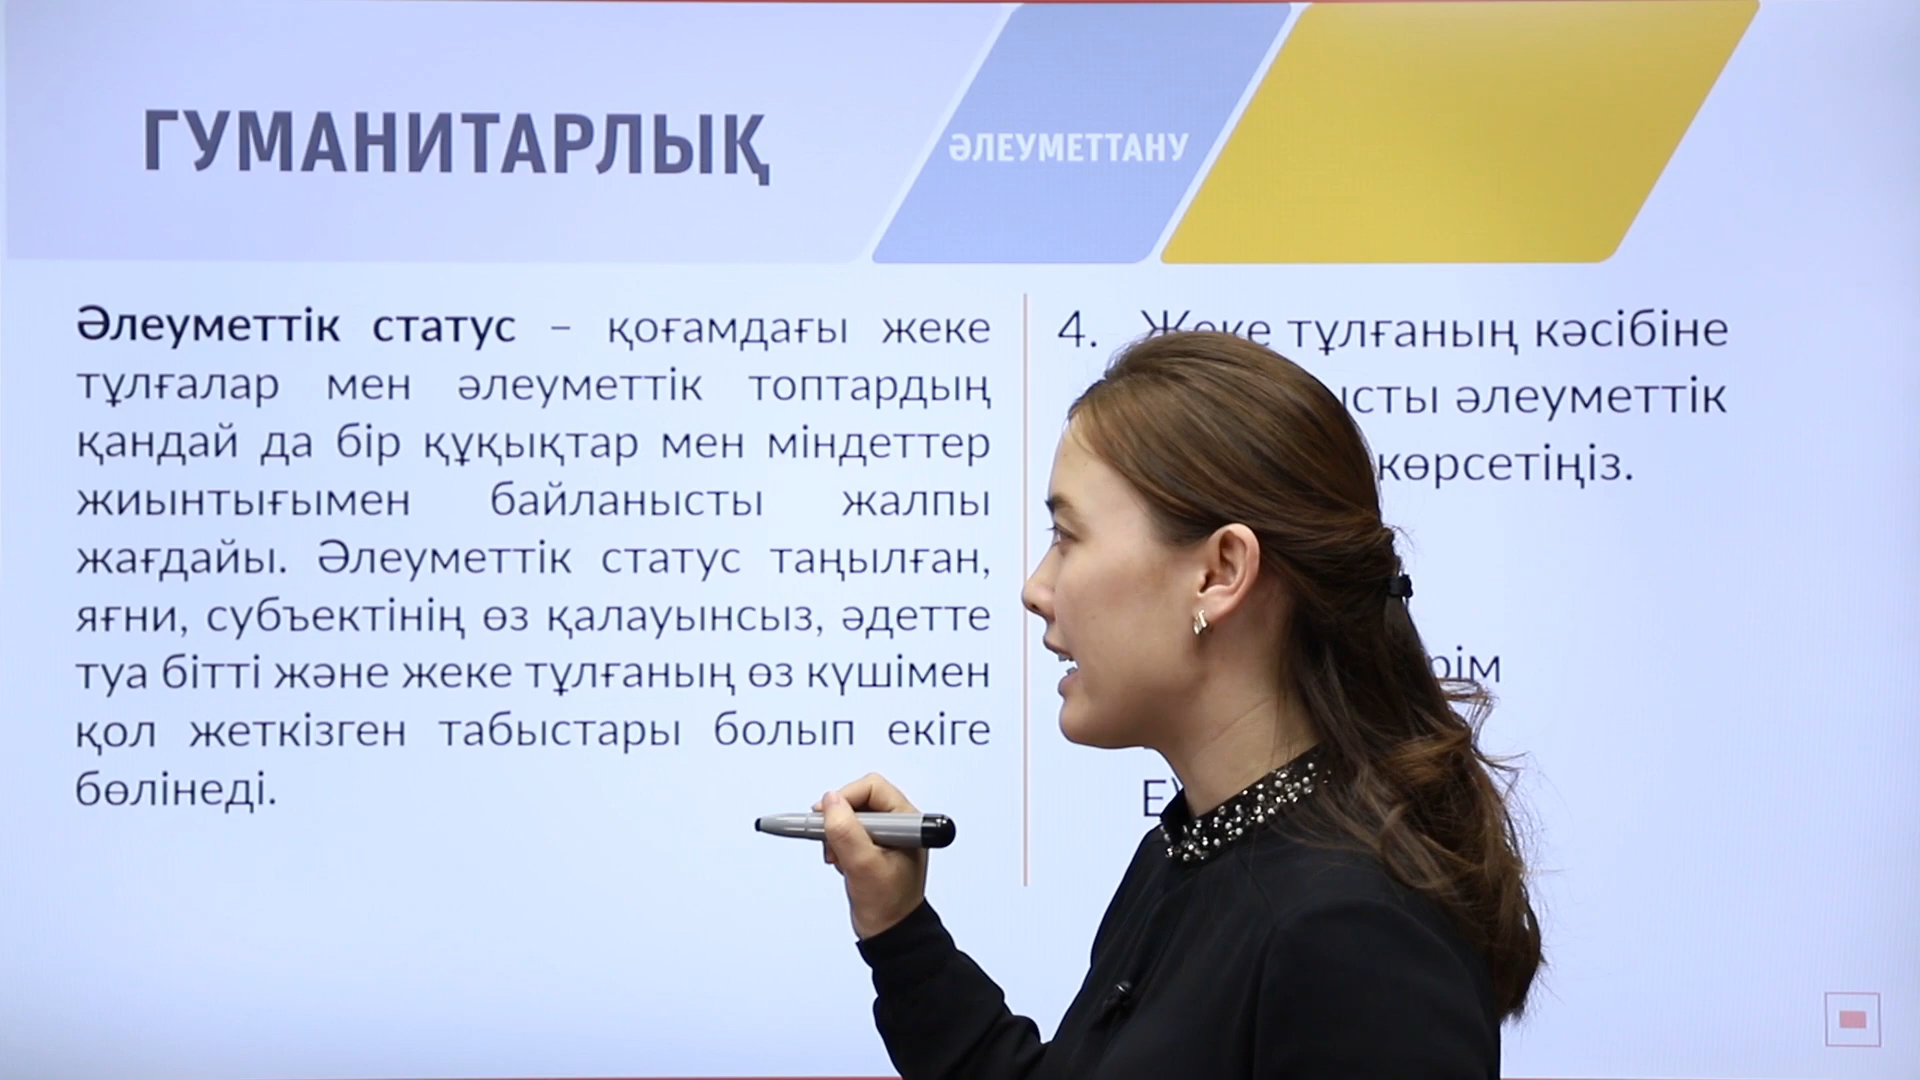 ГУМАНИТАРЛЫҚ
ӘЛЕУМЕТТАНУ
Әлеуметтік статус – қоғамдағы жеке
тұлғалар мен әлеуметтік топтардың
қандай да бір құқықтар мен міндеттер
жиынтығымен байланысты жалпы
жағдайы. Әлеуметтік статус таңылған,
яғни, субъектінің өз қалауынсыз, әдетте
туа бітті және жеке тұлғаның өз күшімен
қол жеткізген табыстары болып екіге
бөлінеді.
4. Жеке тұлғаның кәсібіне
әлеуметтік
көрсетіңіз.